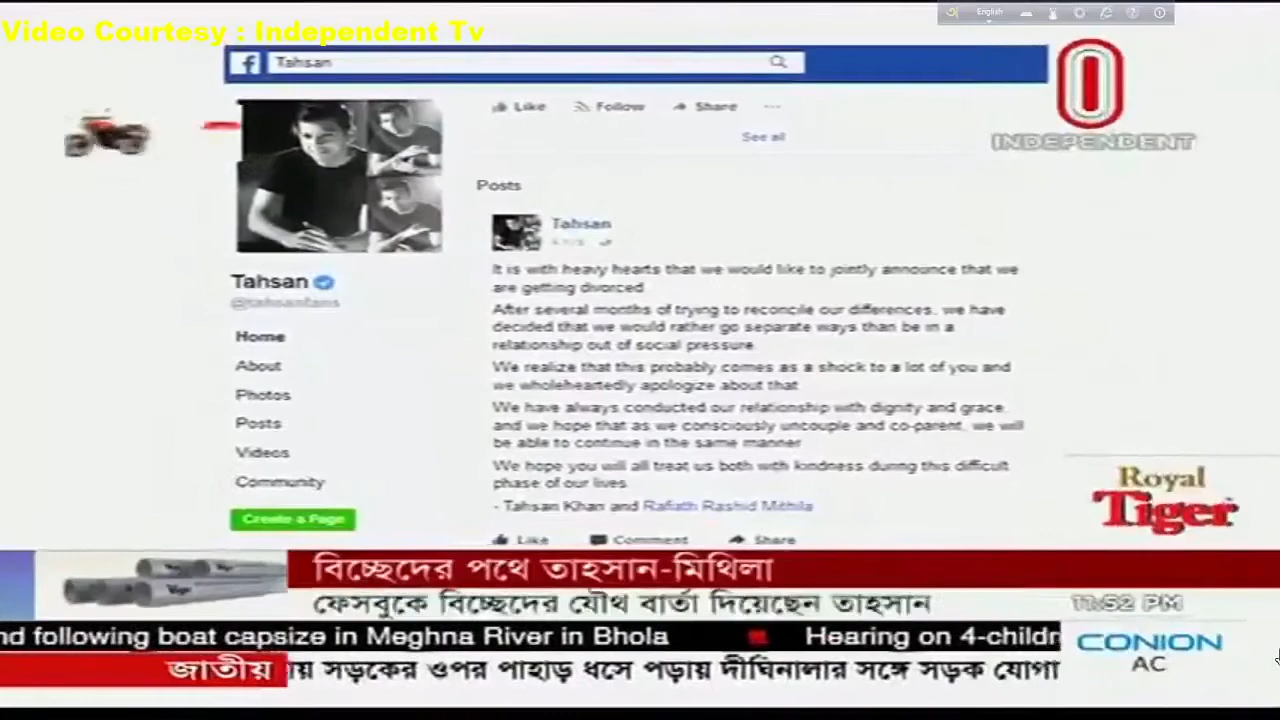 English
Video Courtesy : Independent Tv
Tahsan
Like Follow Share ...
INDEPENDENT
See all
Posts
Tahsan
Tahsan
@tahsanfans
Home
About
Photos
Posts
Videos
Community
Create a Page
It is with heavy hearts that we would like to jointly announce that we
are getting divorced
After several months of trying to reconcile our differences, we have
decided that we would rather go separate ways than be in a
relationship out of social pressure
We realize that this probably comes as a shock to a lot of you and
we wholeheartedly apologize about that
We have always conducted our relationship with dignity and grace,
and we hope that as we consciously uncouple and co-parent, we will
be able to continue in the same manner
We hope you will all treat us both with kindness during this difficult
phase of our lives
- Tahsan Khan and Rafiath Rashid Mithila
Like Comment Share
Royal
Tiger
বিচ্ছেদের পথে তাহসান-মিথিলা
ফেসবুকে বিচ্ছেদের যৌথ বার্তা দিয়েছেন তাহসান
11:52 PM
nd following boat capsize in Meghna River in Bhola Hearing on 4-childr
CONION
AC
জাতীয়
য় সড়কের ওপর পাহাড় ধসে পড়ায় দীঘিনালার সঙ্গে সড়ক যোগা